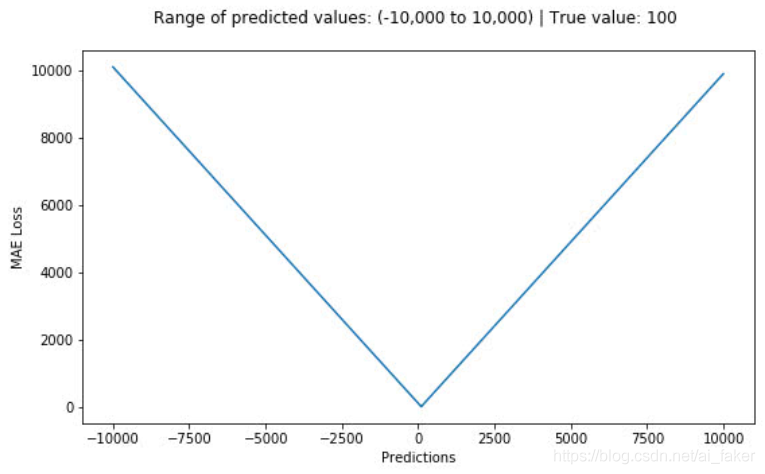 Range of predicted values: (-10,000 to 10,000) | True value: 100
10000
8000
6000
4000
2000
0
MAE Loss
−10000 −7500 −5000 −2500 0 2500 5000 7500 10000
Predictions
https://blog.csdn.net/ai_faker